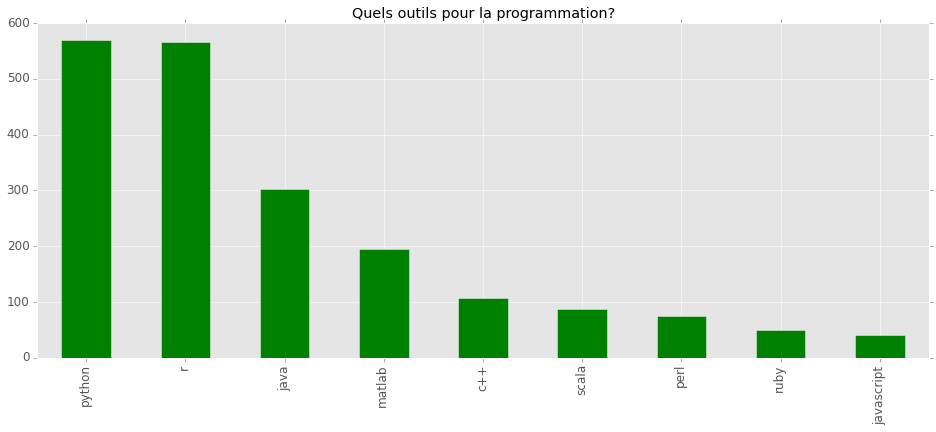 Quels outils pour la programmation?
600
500
400
300
200
100
0
python
r
java
matlab
c++
scala
perl
ruby
javascript